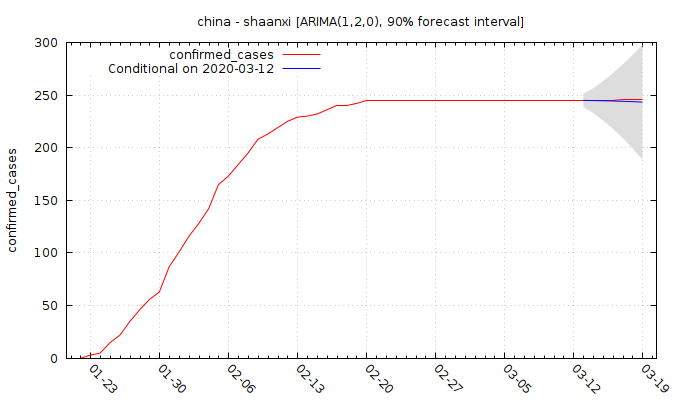 china - shaanxi [ARIMA(1,2,0), 90% forecast interval]
confirmed_cases
Conditional on 2020-03-12
confirmed_cases
300
250
200
150
100
50
0
01-23 01-30 02-06 02-13 02-20 02-27 03-05 03-12 03-19